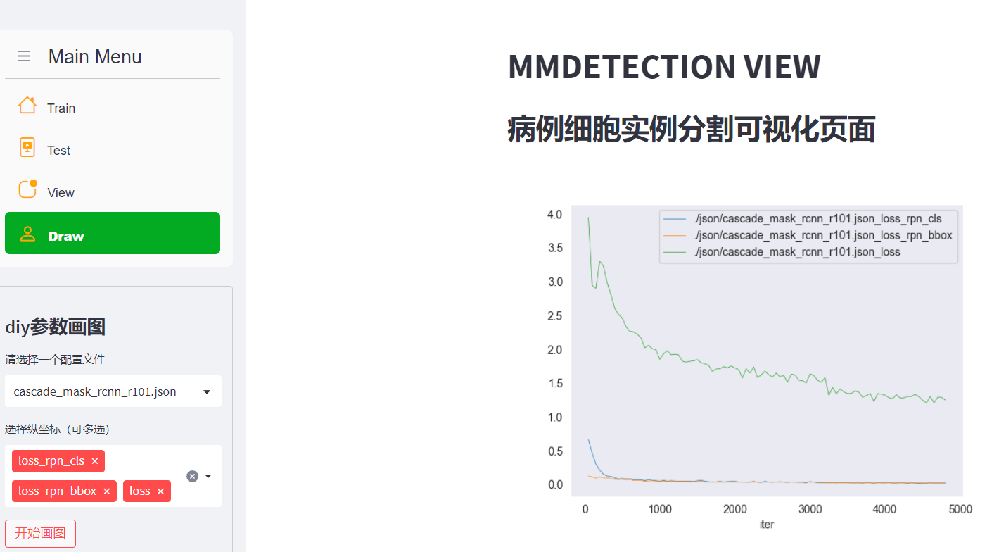 Main Menu
Train
Test
View
Draw
diy参数画图
请选择一个配置文件
cascade_mask_rcnn_r101.json
选择纵坐标（可多选）
loss_rpn_cls ×
loss_rpn_bbox × loss ×
开始画图
MMDETECTION VIEW
病例细胞实例分割可视化页面
./json/cascade_mask_rcnn_r101.json_loss_rpn_cls
./json/cascade_mask_rcnn_r101.json_loss_rpn_bbox
./json/cascade_mask_rcnn_r101.json_loss
4.0
3.5
3.0
2.5
2.0
1.5
1.0
0.5
0.0
0 1000 2000 3000 4000 5000
iter